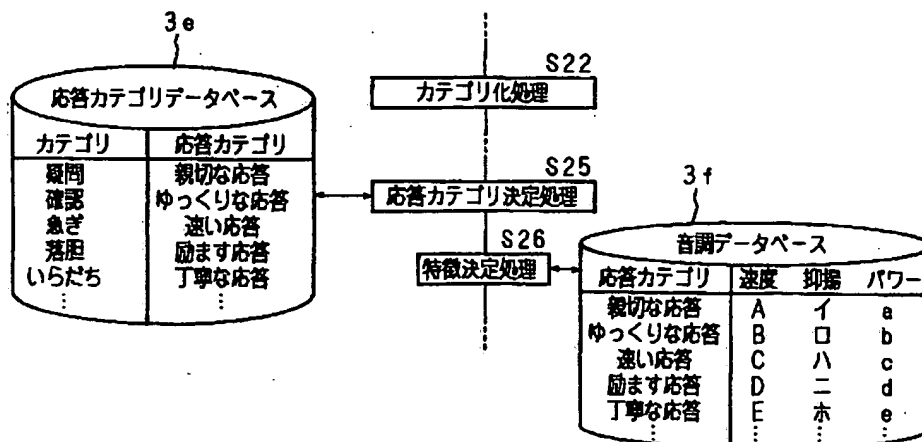 3e
応答カテゴリデータベース
カテゴリ 応答カテゴリ
疑問 親切な応答
確認 ゆっくりな応答
急ぎ 速い応答
落胆 励ます応答
いらだち 丁寧な応答
⋮ ⋮
S22
カテゴリ化処理
S25
応答カテゴリ決定処理
S26
特徴決定処理
3f
音調データベース
応答カテゴリ 速度 抑揚 パワー
親切な応答 A イ a
ゆっくりな応答 B ロ b
速い応答 C ハ c
励ます応答 D ニ d
丁寧な応答 E ホ e
⋮ ⋮ ⋮ ⋮